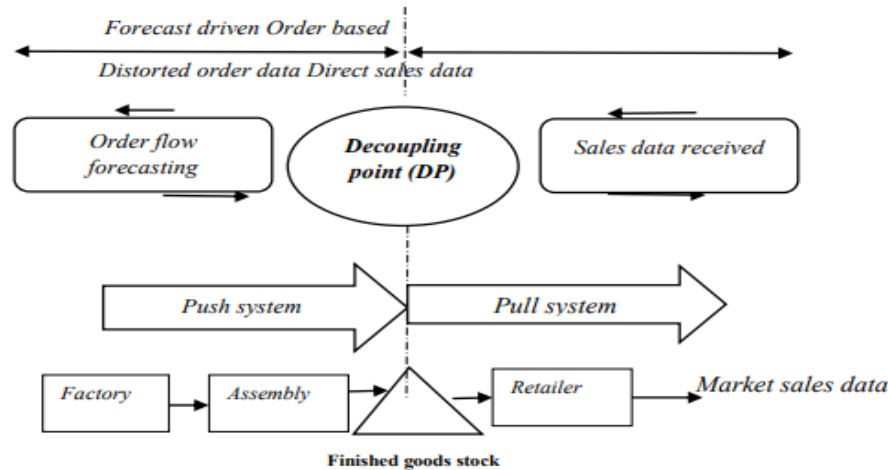 Forecast driven Order based
Distorted order data Direct sales data
Order flow
forecasting
Decoupling
point (DP)
Sales data received
Push system
Pull system
Factory
Assembly
Retailer
Market sales data
Finished goods stock